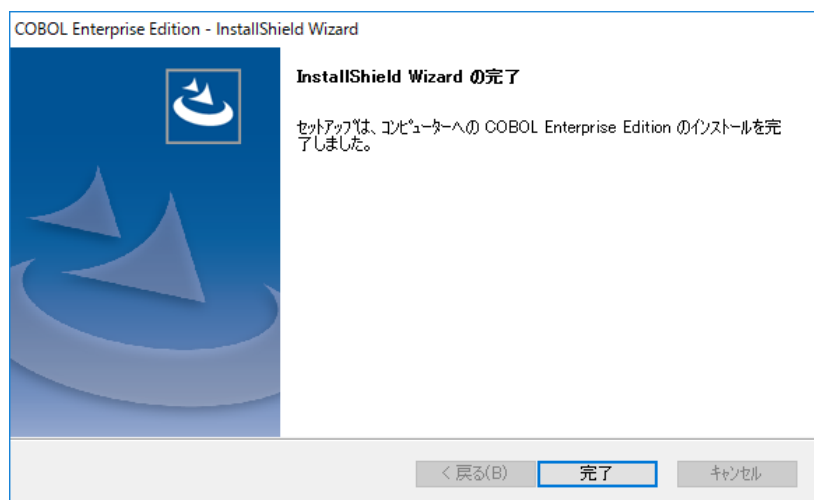 COBOL Enterprise Edition - InstallShield Wizard
InstallShield Wizard の完了
セットアップは、コンピューターへの COBOL Enterprise Edition のインストールを完
了しました。
< 戻る(B)
完了
キャンセル